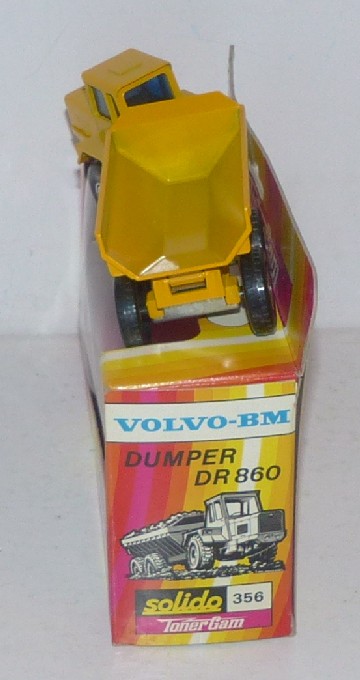 VOLVO-BM
DUMPER
DR 860
solido 356
TonerGam